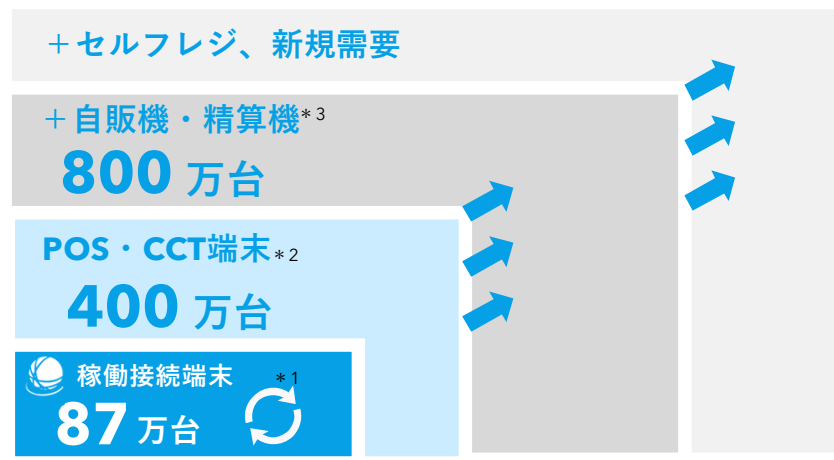 ＋セルフレジ、新規需要
＋自販機・精算機＊3
800 万台
POS・CCT端末＊2
400 万台
稼働接続端末 ＊1
87 万台